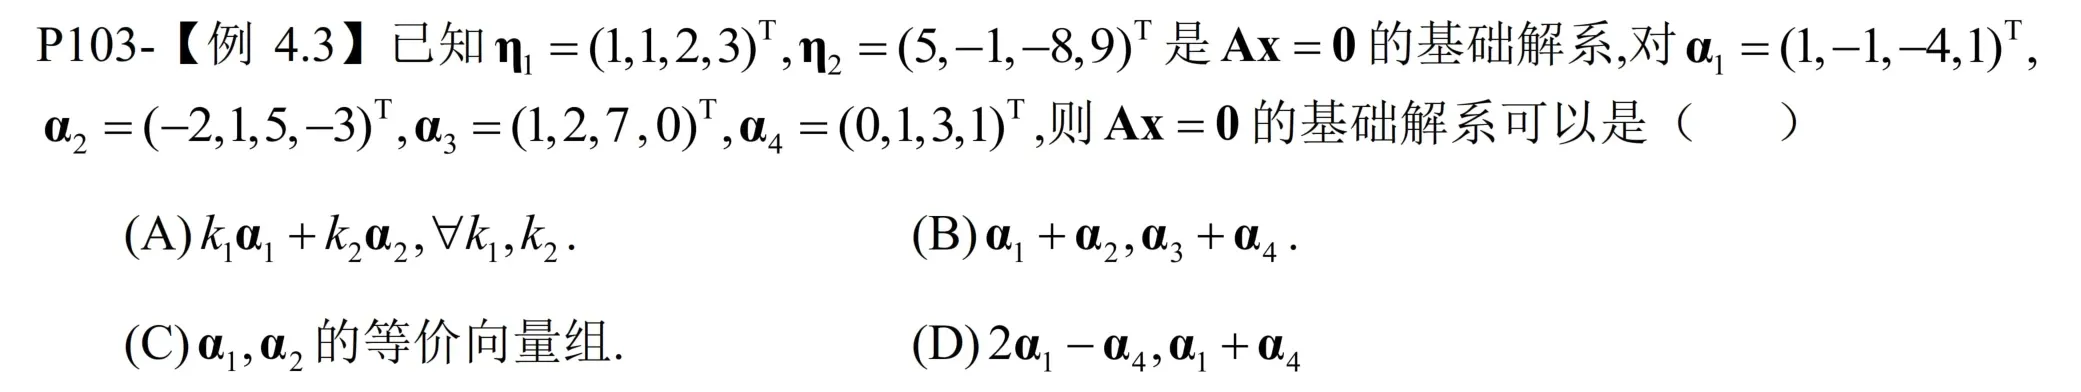 P103-【例 4.3】已知 η₁ = (1,1,2,3)ᵀ, η₂ = (5,−1,−8,9)ᵀ 是 Ax = 0 的基础解系,对 α₁ = (1,−1,−4,1)ᵀ,
α₂ = (−2,1,5,−3)ᵀ, α₃ = (1,2,7,0)ᵀ, α₄ = (0,1,3,1)ᵀ ,则 Ax = 0 的基础解系可以是（　　）
(A) k₁α₁ + k₂α₂, ∀k₁, k₂ .　(B) α₁ + α₂, α₃ + α₄ .
(C) α₁, α₂ 的等价向量组.　(D) 2α₁ − α₄, α₁ + α₄